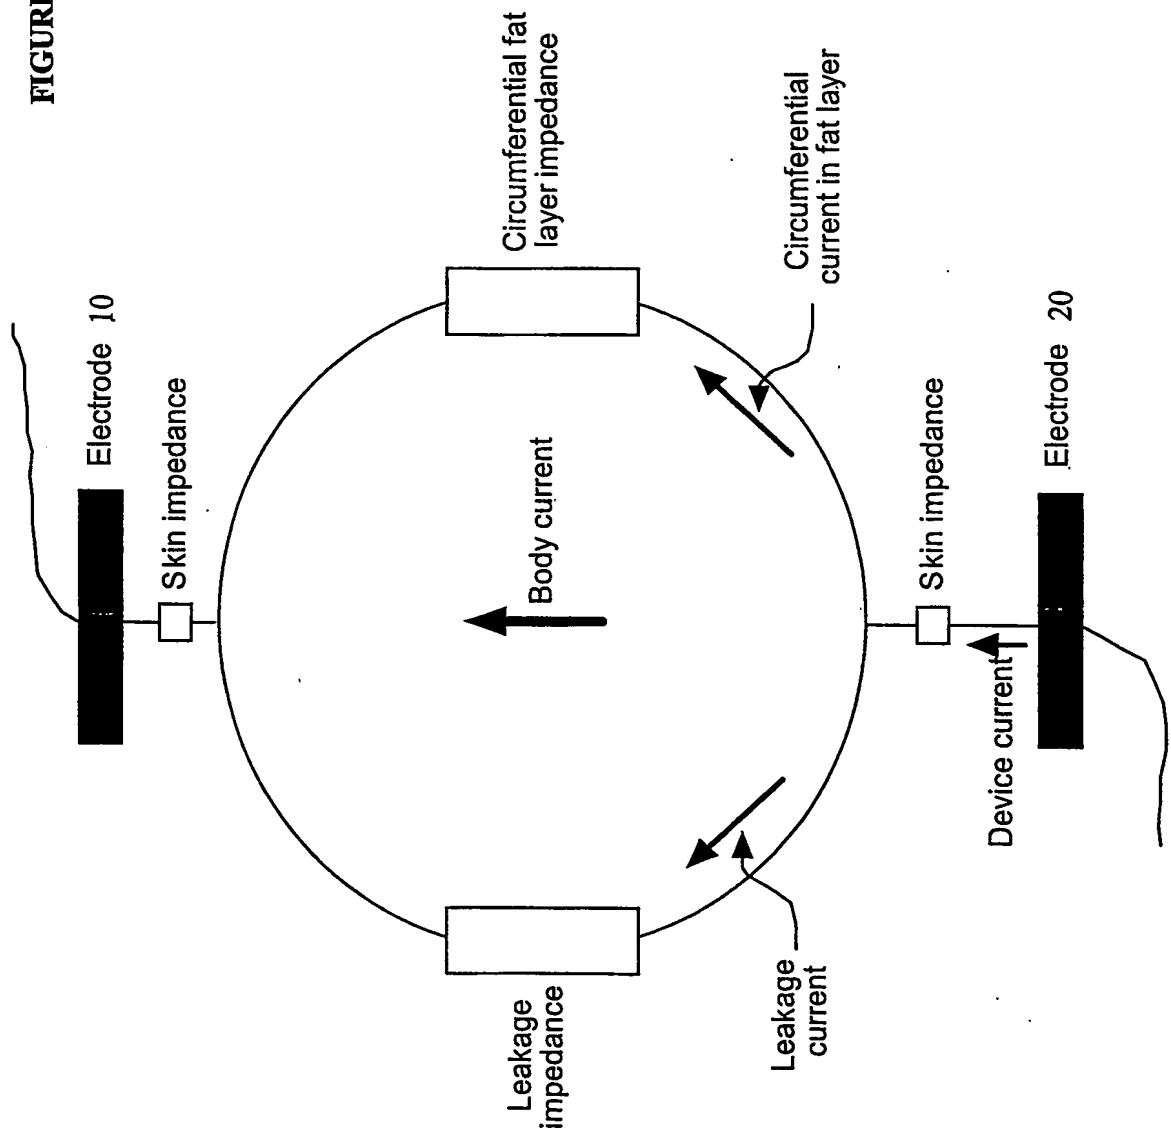 FIGURE
Electrode 10
Skin impedance
Circumferential fat
layer impedance
Body current
Leakage
impedance
Circumferential
current in fat layer
Leakage
current
Skin impedance
Device current
Electrode 20